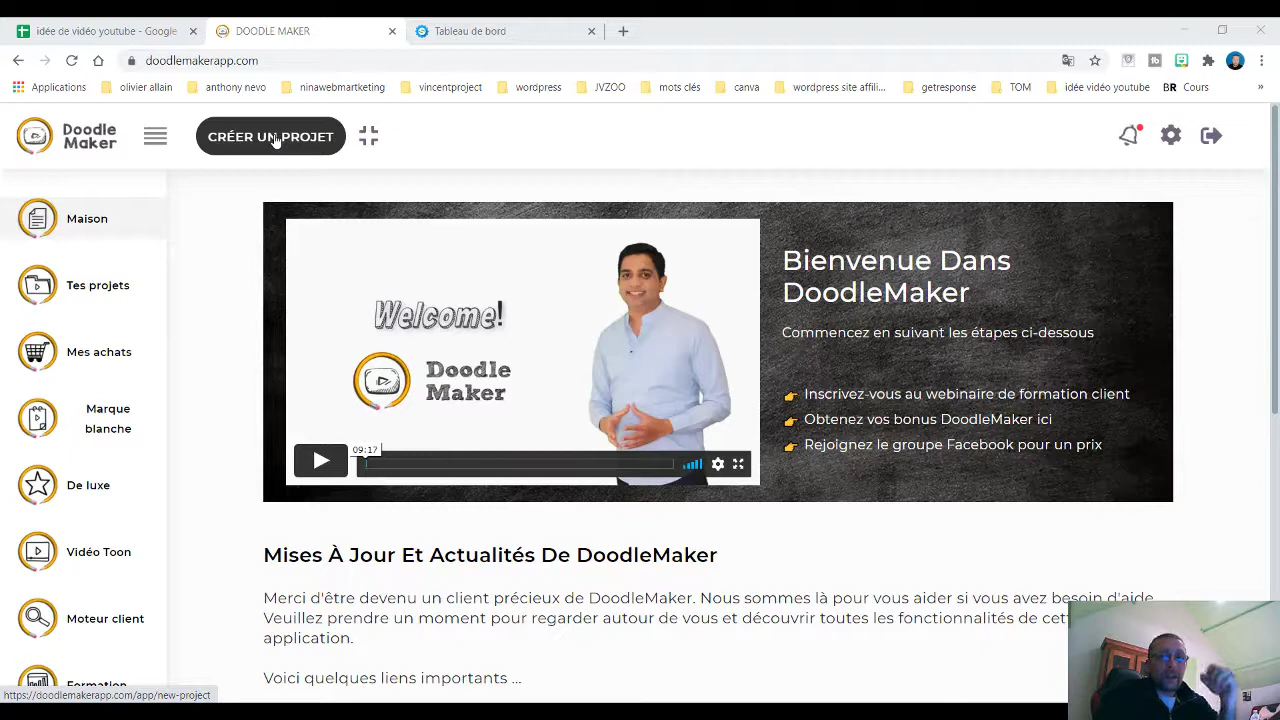 idée de vidéo youtube - Google
DOODLE MAKER
Tableau de bord
doodlemakerapp.com
Applications
olivier allain
anthony nevo
ninawebmartketing
vincentproject
wordpress
JVZOO
mots clés
canva
wordpress site affili...
getresponse
TOM
idée vidéo youtube
BR Cours
»
Doodle
Maker
CRÉER UN PROJET
Maison
Tes projets
Mes achats
Marque
blanche
De luxe
Vidéo Toon
Moteur client
Formation
Welcome!
Doodle
Maker
09:17
Bienvenue Dans
DoodleMaker
Commencez en suivant les étapes ci-dessous
Inscrivez-vous au webinaire de formation client
Obtenez vos bonus DoodleMaker ici
Rejoignez le groupe Facebook pour un prix
Mises À Jour Et Actualités De DoodleMaker
Merci d'être devenu un client précieux de DoodleMaker. Nous sommes là pour vous aider si vous avez besoin d'aide.
Veuillez prendre un moment pour regarder autour de vous et découvrir toutes les fonctionnalités de
application.
Voici quelques liens importants ...
https://doodlemakerapp.com/app/new-project